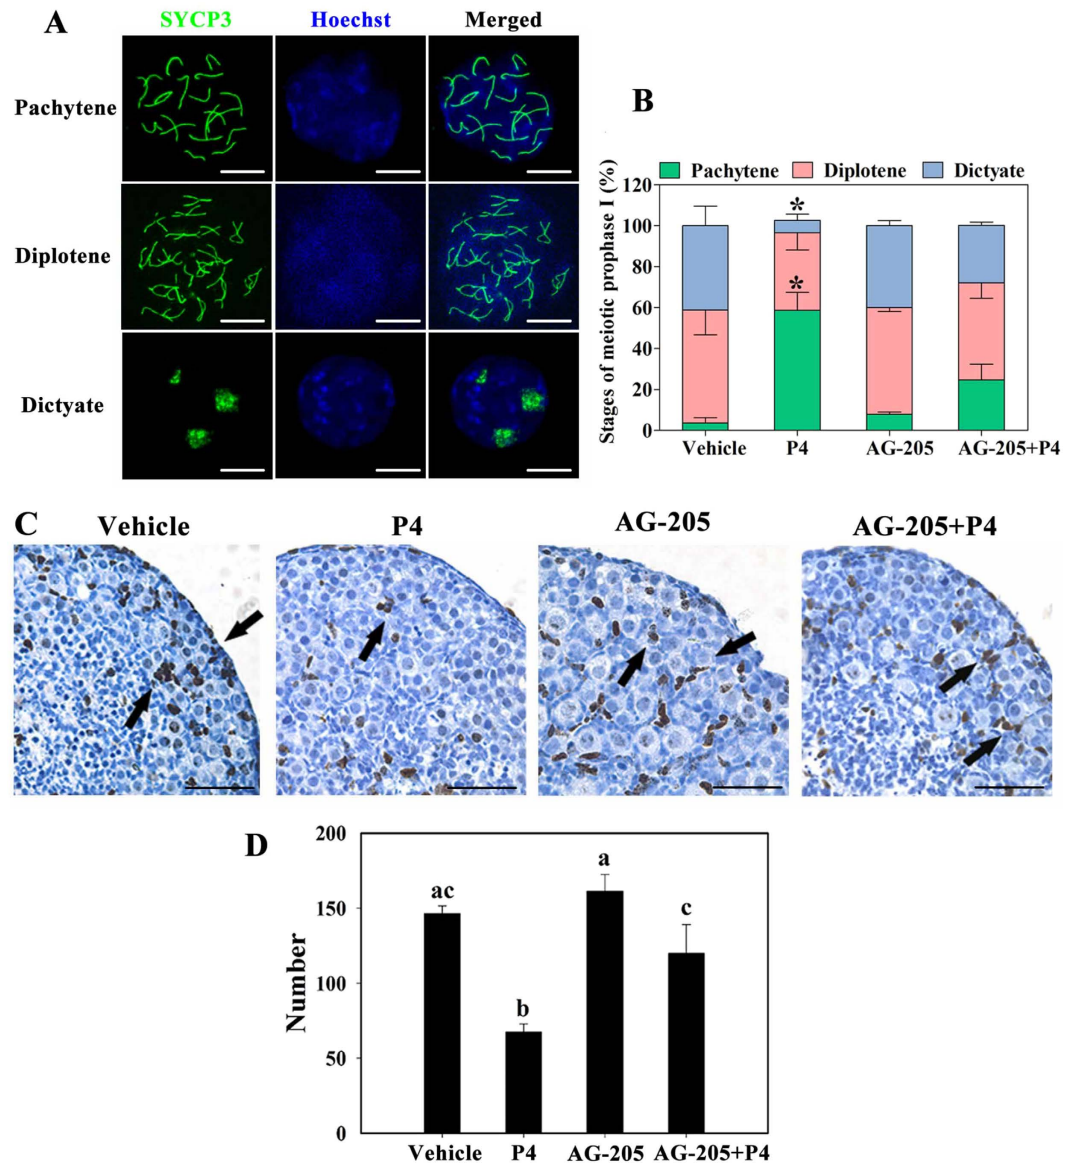 A
SYCP3 Hoechst Merged
Pachytene
Diplotene
Dictyate
B
Pachytene Diplotene Dictyate
Stages of meiotic prophase I (%)
120
100
80
60
40
20
0
*
*
Vehicle P4 AG-205 AG-205+P4
C
Vehicle P4 AG-205 AG-205+P4
D
Number
200
150
100
50
0
ac
b
a
c
Vehicle P4 AG-205 AG-205+P4